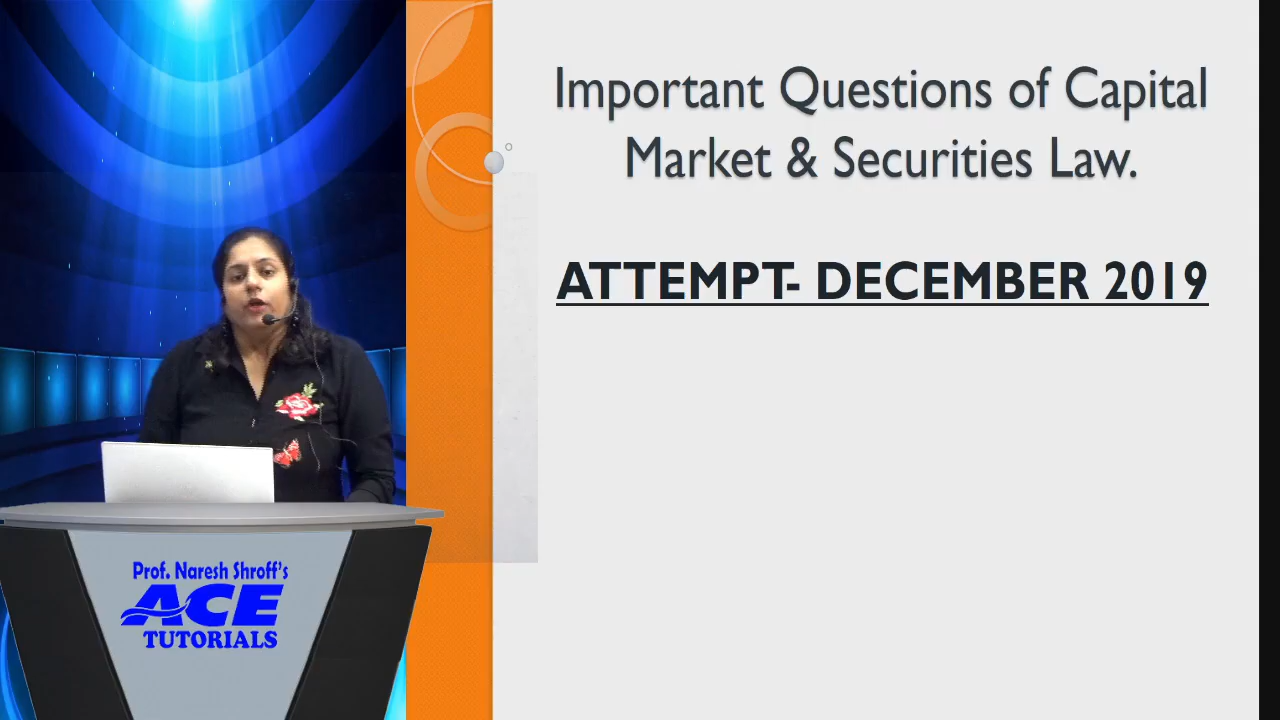 Important Questions of Capital
Market & Securities Law.
ATTEMPT- DECEMBER 2019
Prof. Naresh Shroff's
ACE
TUTORIALS